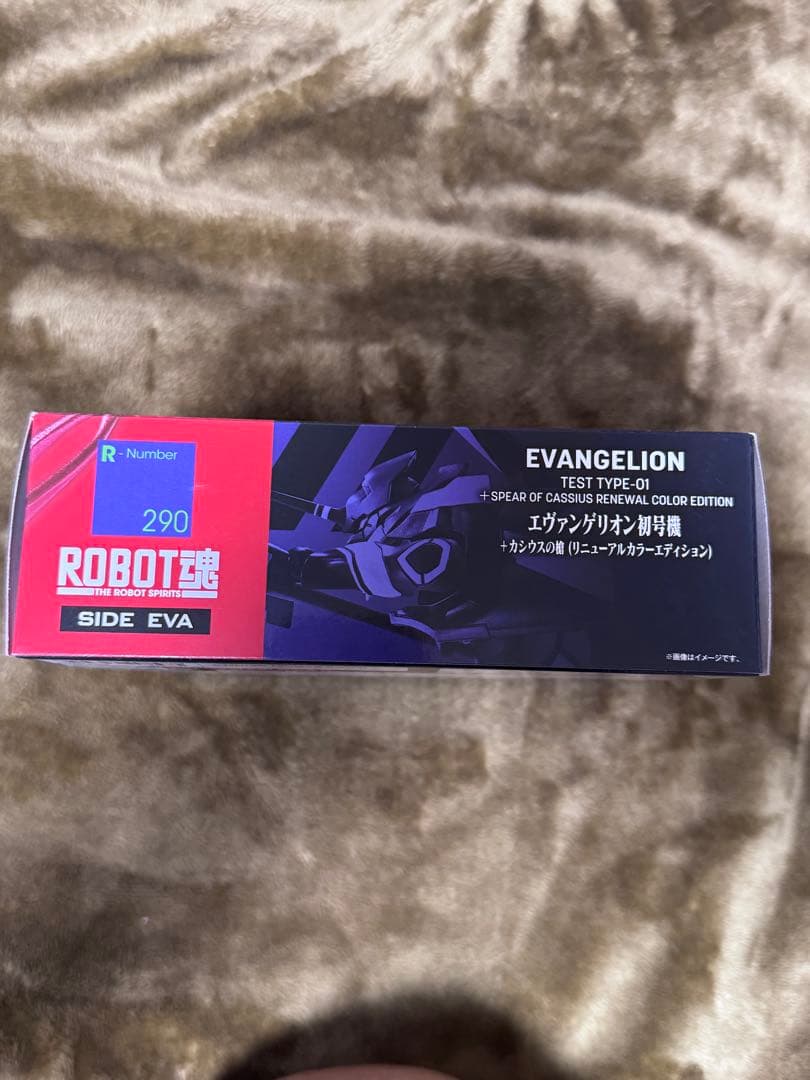 R - Number
290
ROBOT魂
THE ROBOT SPIRITS
SIDE EVA
EVANGELION
TEST TYPE-01
+SPEAR OF CASSIUS RENEWAL COLOR EDITION
エヴァンゲリオン初号機
+カシウスの槍 (リニューアルカラーエディション)
※画像はイメージです。